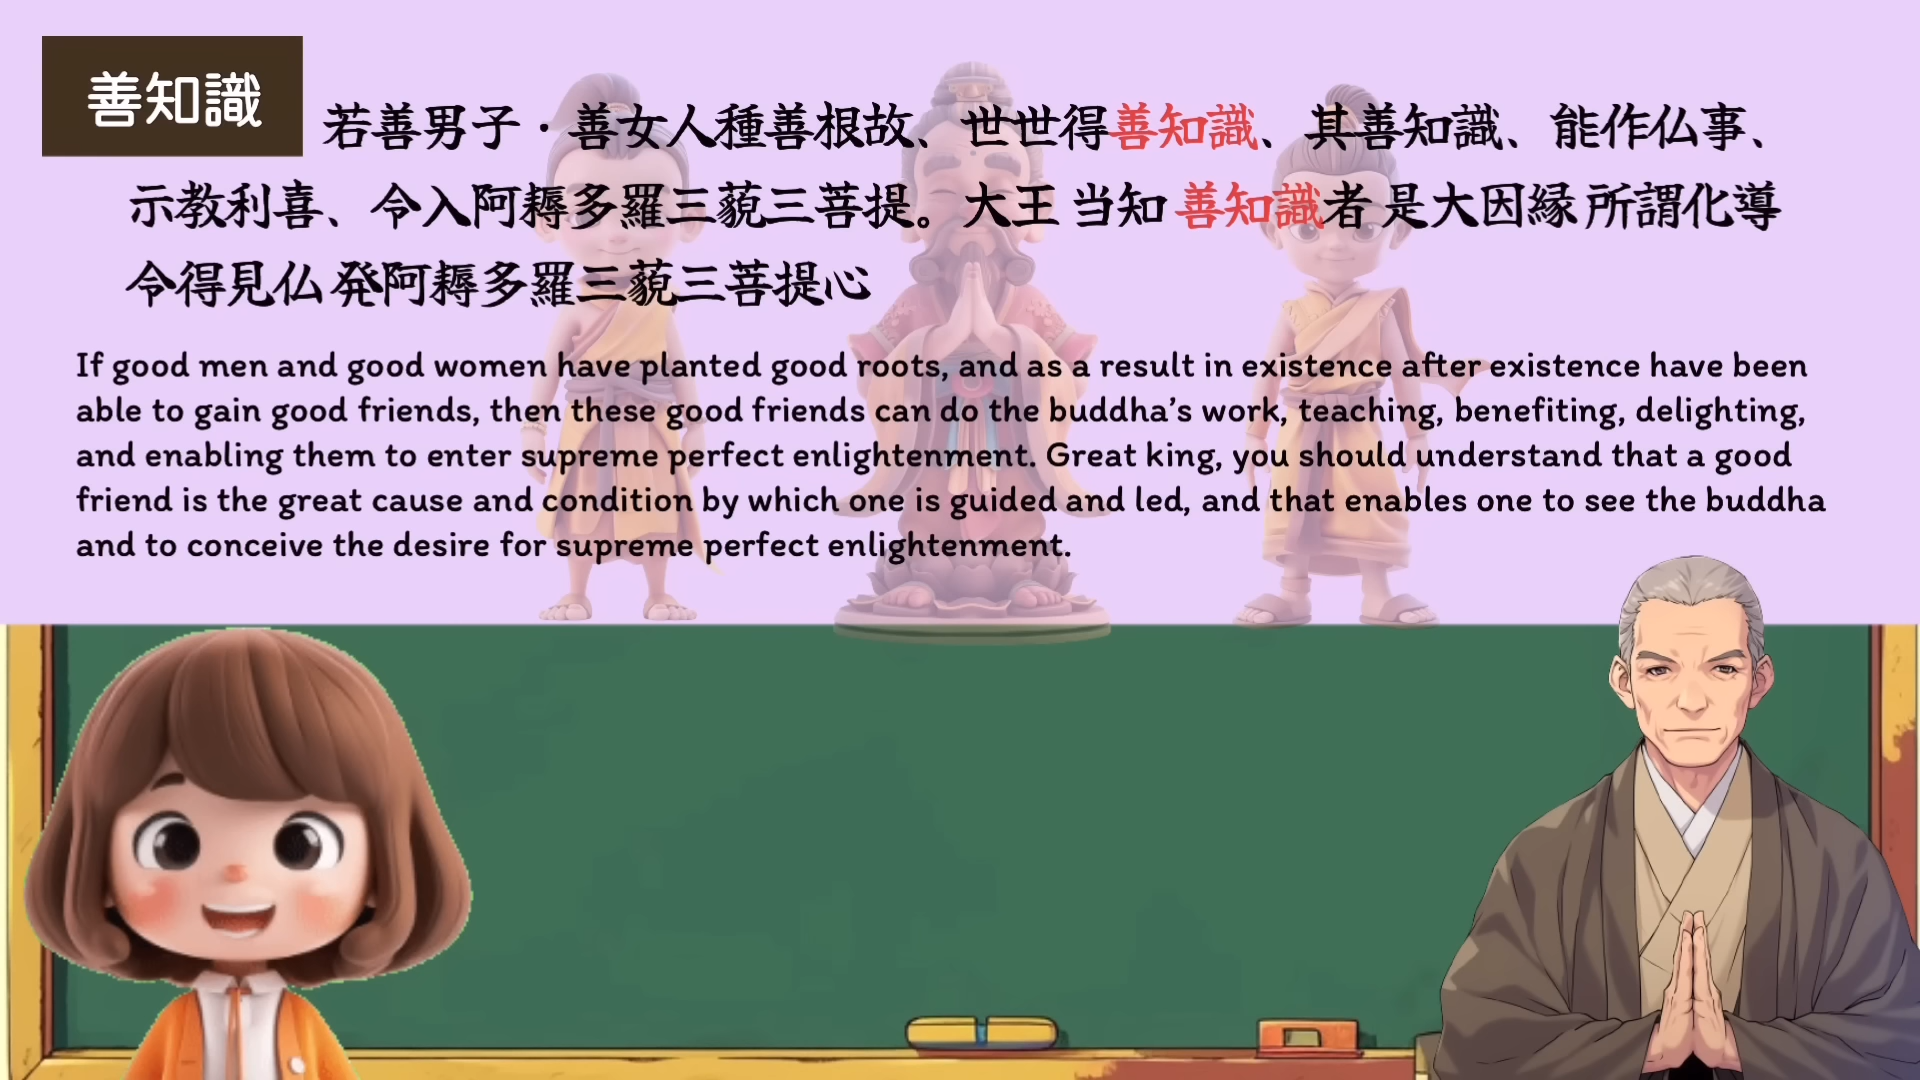 善知識
若善男子・善女人種善根故、世世得善知識、其善知識、能作仏事、
示教利喜、令入阿耨多羅三藐三菩提。大王 当知 善知識者 是大因縁 所謂化導
令得見仏 発阿耨多羅三藐三菩提心
If good men and good women have planted good roots, and as a result in existence after existence have been
able to gain good friends, then these good friends can do the buddha’s work, teaching, benefiting, delighting,
and enabling them to enter supreme perfect enlightenment. Great king, you should understand that a good
friend is the great cause and condition by which one is guided and led, and that enables one to see the buddha
and to conceive the desire for supreme perfect enlightenment.